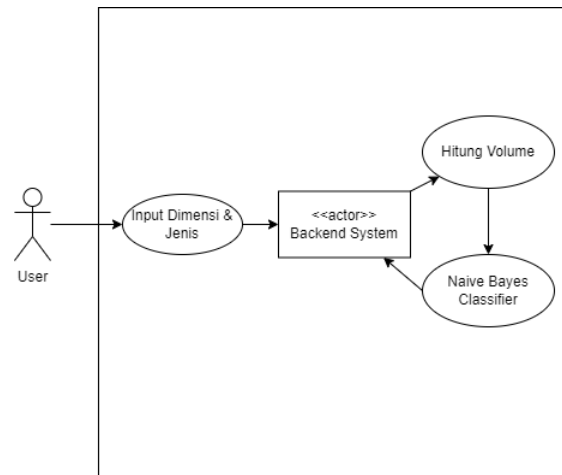 User
Input Dimensi &
Jenis
<<actor>>
Backend System
Hitung Volume
Naive Bayes
Classifier